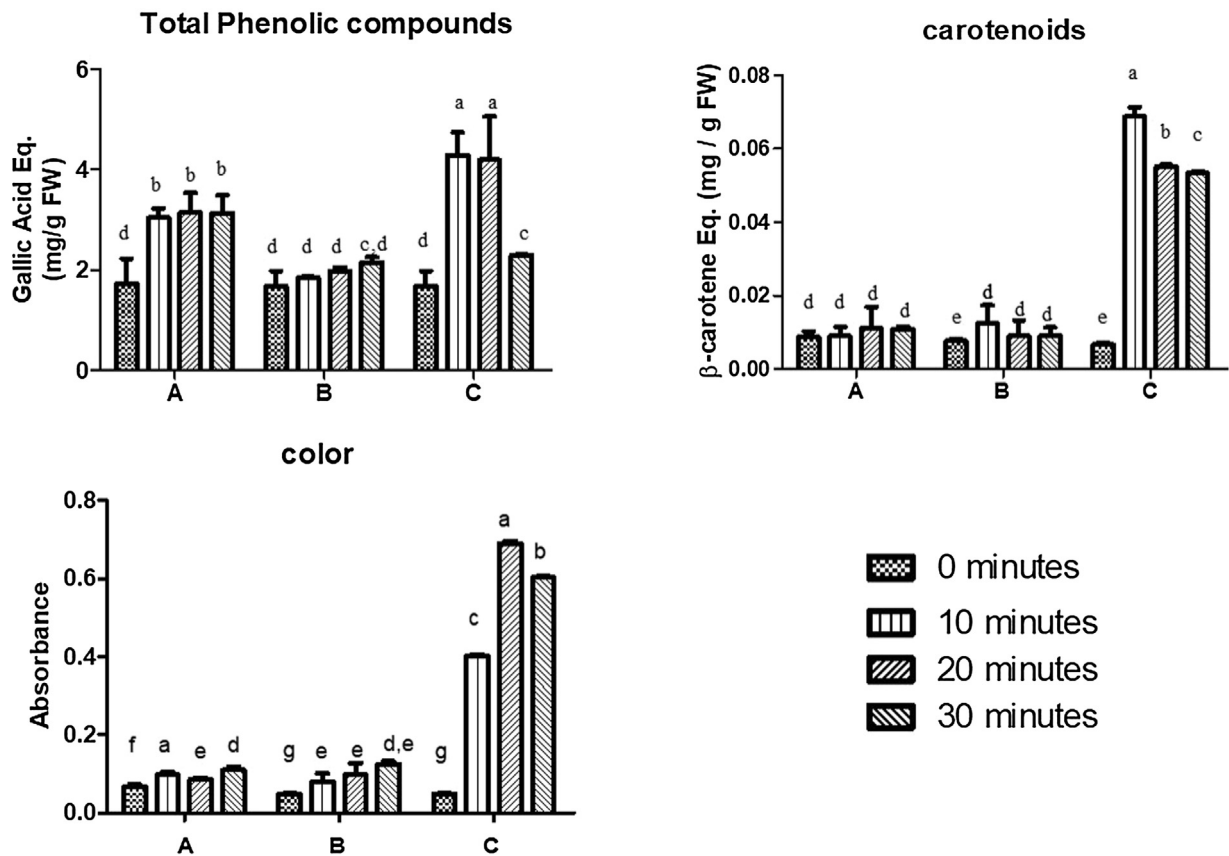 Total Phenolic compounds
Gallic Acid Eq.
(mg/g FW)
6
4
2
0
d b b b d d d c,d d a a c
A B C
carotenoids
β-carotene Eq. (mg / g FW)
0.08
0.06
0.04
0.02
0.00
d d d d e d d d e a b c
A B C
color
Absorbance
0.8
0.6
0.4
0.2
0.0
f a e d g e e d,e g c a b
A B C
0 minutes
10 minutes
20 minutes
30 minutes